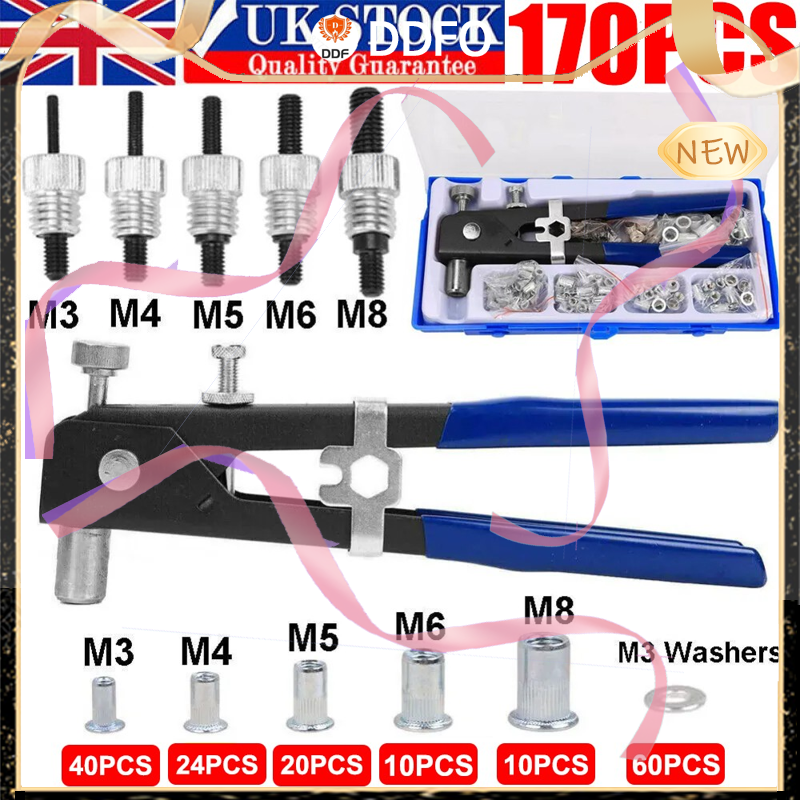 UK STOCK
DDFO
DDF
Quality Guarantee
170PCS
NEW
M3 M4 M5 M6 M8
M3 M4 M5 M6 M8 M3 Washers
40PCS 24PCS 20PCS 10PCS 10PCS 60PCS